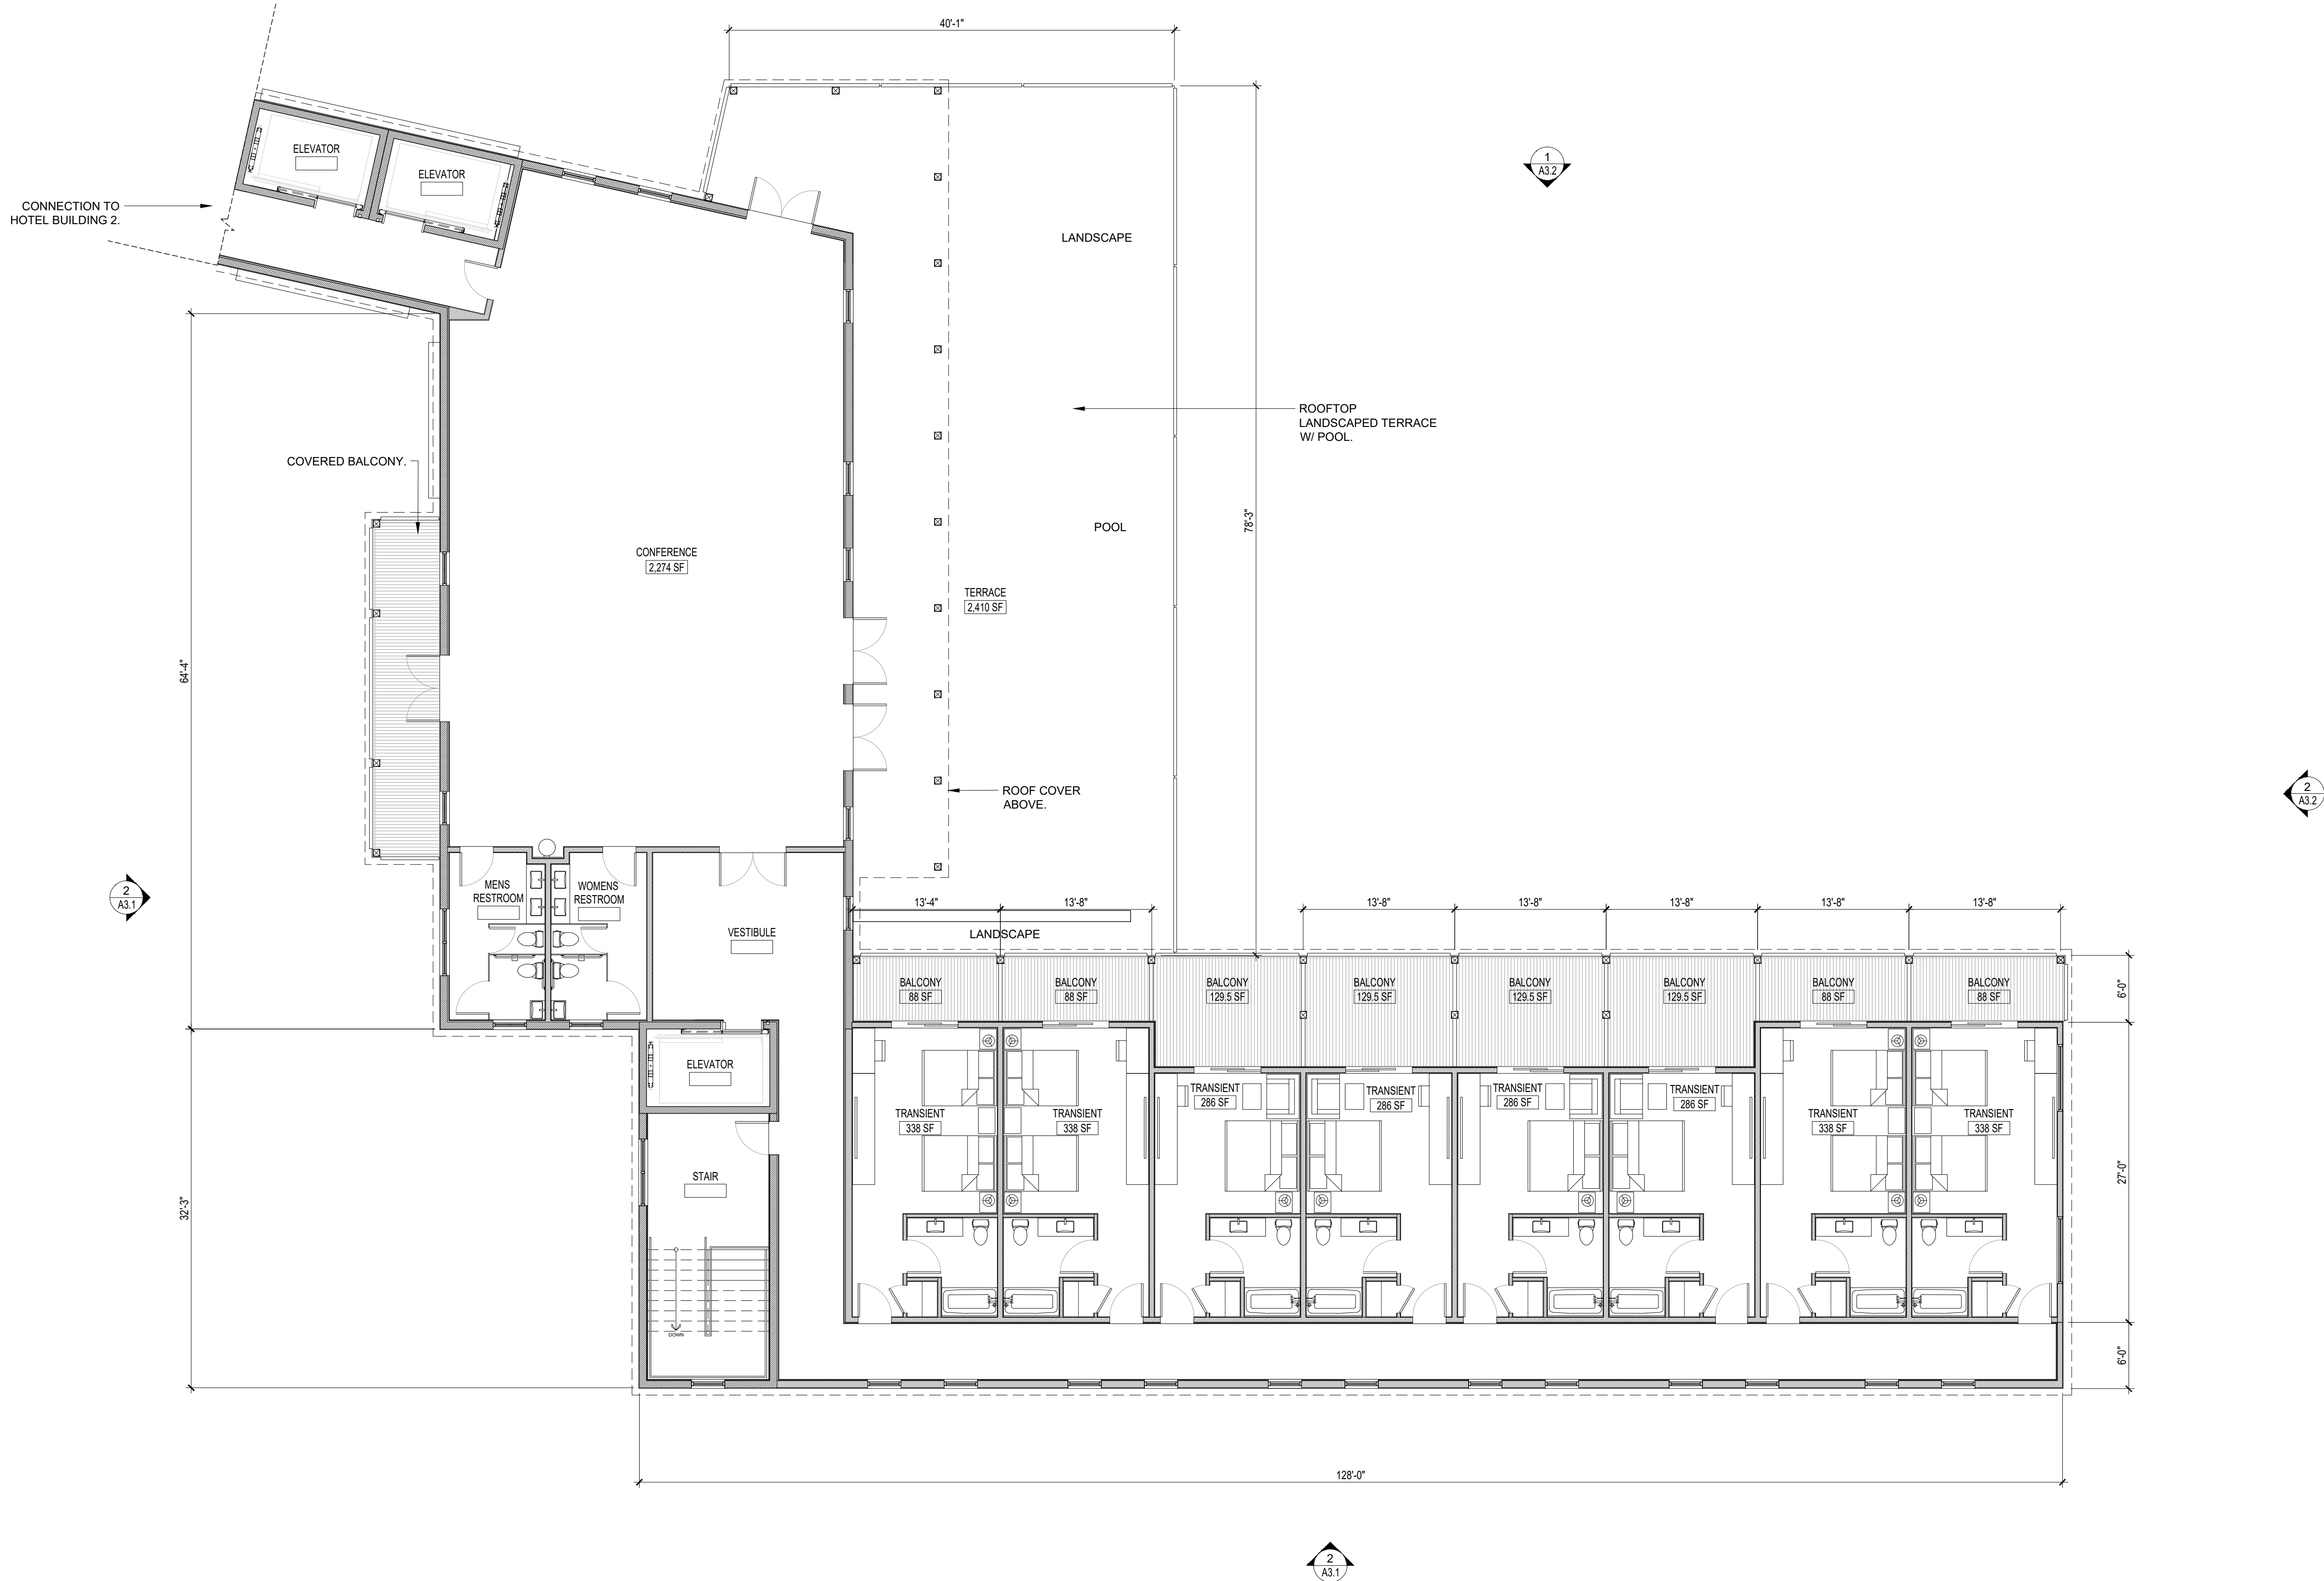 40'-1"
ELEVATOR
ELEVATOR
CONNECTION TO
HOTEL BUILDING 2.
1
A3.2
LANDSCAPE
ROOFTOP
LANDSCAPED TERRACE
W/ POOL.
COVERED BALCONY.
78'-3"
POOL
CONFERENCE
2,274 SF
TERRACE
2,410 SF
64'-4"
ROOF COVER
ABOVE.
2
A3.2
2
A3.1
MENS
RESTROOM
WOMENS
RESTROOM
VESTIBULE
13'-4"
13'-8"
13'-8"
13'-8"
13'-8"
13'-8"
13'-8"
LANDSCAPE
BALCONY
88 SF
BALCONY
88 SF
BALCONY
129.5 SF
BALCONY
129.5 SF
BALCONY
129.5 SF
BALCONY
129.5 SF
BALCONY
88 SF
BALCONY
88 SF
6'-0"
ELEVATOR
TRANSIENT
338 SF
TRANSIENT
338 SF
TRANSIENT
286 SF
TRANSIENT
286 SF
TRANSIENT
286 SF
TRANSIENT
286 SF
TRANSIENT
338 SF
TRANSIENT
338 SF
27'-0"
STAIR
32'-3"
DOWN
6'-0"
128'-0"
2
A3.1